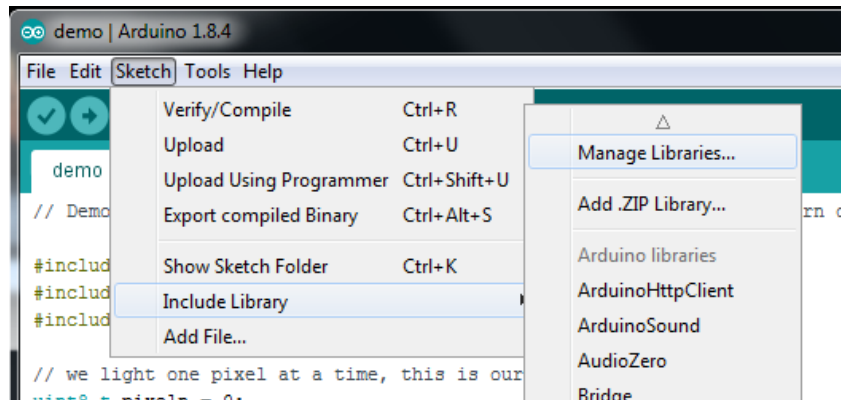 demo | Arduino 1.8.4
File Edit Sketch Tools Help
demo
Verify/Compile Ctrl+R
Upload Ctrl+U
Upload Using Programmer Ctrl+Shift+U
Export compiled Binary Ctrl+Alt+S
Show Sketch Folder Ctrl+K
Include Library
Add File...
Manage Libraries...
Add .ZIP Library...
Arduino libraries
ArduinoHttpClient
ArduinoSound
AudioZero
Bridge
// Demo
#includ
#includ
#includ
// we light one pixel at a time, this is our
uint8_t pixeln = 0;